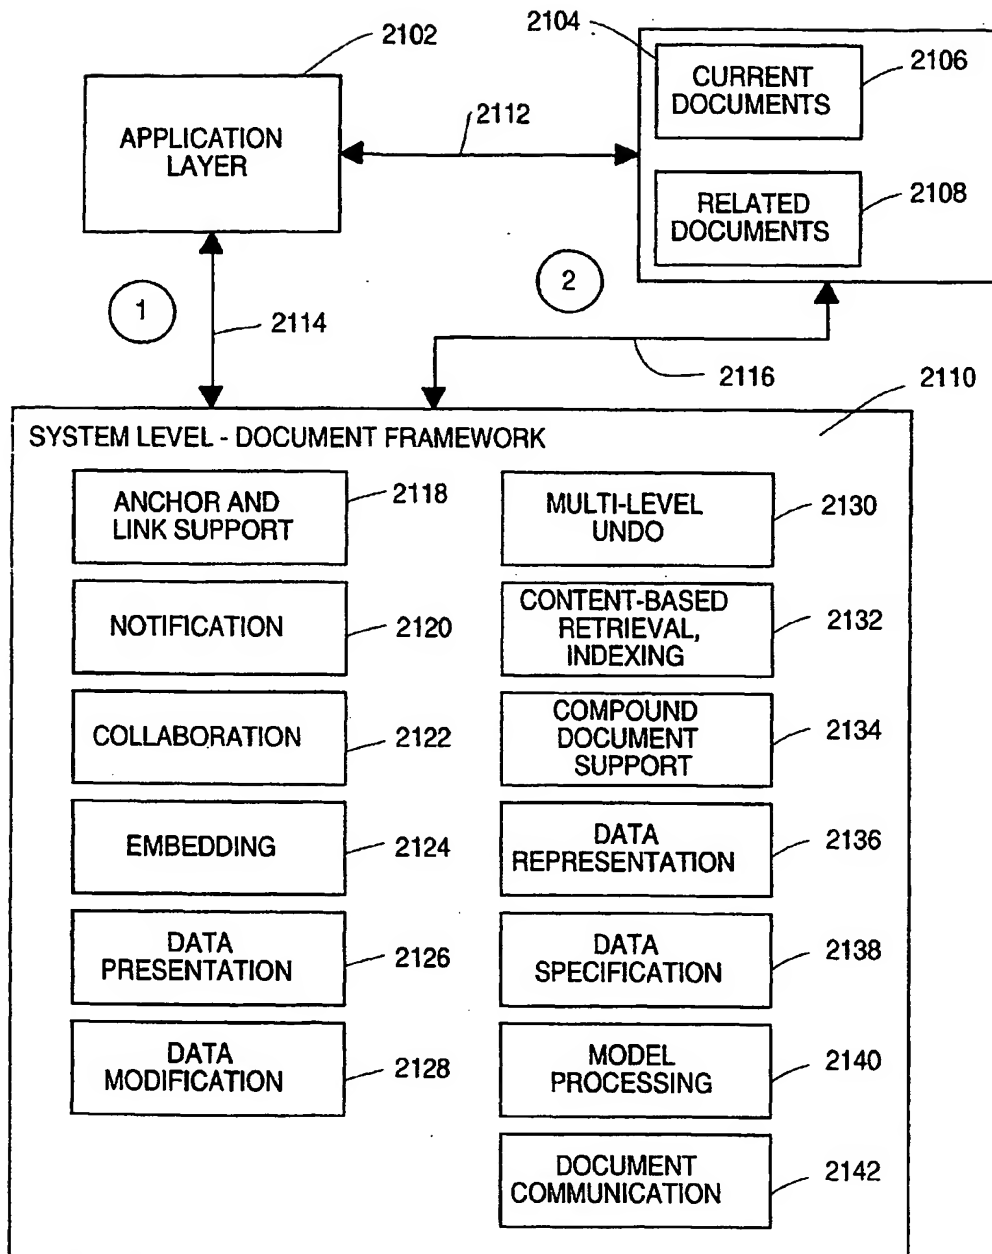 2102
APPLICATION
LAYER
2112
2104
CURRENT
DOCUMENTS
2106
RELATED
DOCUMENTS
2108
1
2114
2
2116
2110
SYSTEM LEVEL - DOCUMENT FRAMEWORK
ANCHOR AND
LINK SUPPORT
2118
NOTIFICATION
2120
COLLABORATION
2122
EMBEDDING
2124
DATA
PRESENTATION
2126
DATA
MODIFICATION
2128
MULTI-LEVEL
UNDO
2130
CONTENT-BASED
RETRIEVAL,
INDEXING
2132
COMPOUND
DOCUMENT
SUPPORT
2134
DATA
REPRESENTATION
2136
DATA
SPECIFICATION
2138
MODEL
PROCESSING
2140
DOCUMENT
COMMUNICATION
2142